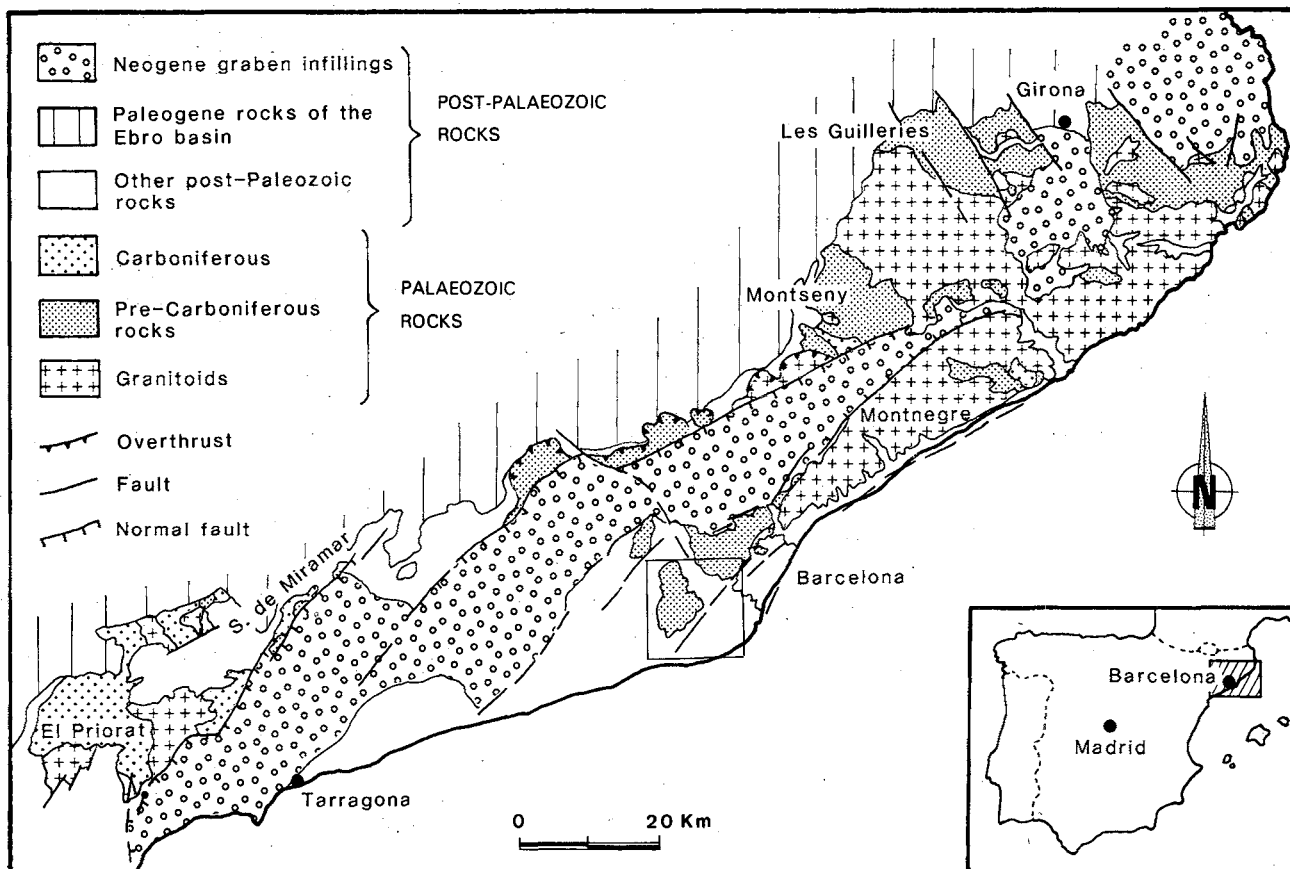 Neogene graben infillings
Paleogene rocks of the
Ebro basin
Other post-Paleozoic
rocks
POST-PALAEOZOIC
ROCKS
Carboniferous
Pre-Carboniferous
rocks
Granitoids
PALAEOZOIC
ROCKS
Overthrust
Fault
Normal fault
Girona
Les Guilleries
Montseny
Montnegre
N
Barcelona
S. de Miramar
El Priorat
Tarragona
0 20 Km
Barcelona
Madrid